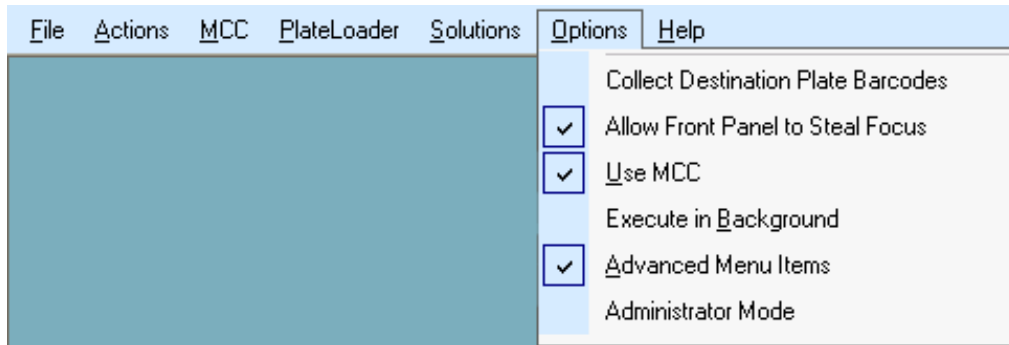 File Actions MCC PlateLoader Solutions Options Help
Collect Destination Plate Barcodes
Allow Front Panel to Steal Focus
Use MCC
Execute in Background
Advanced Menu Items
Administrator Mode